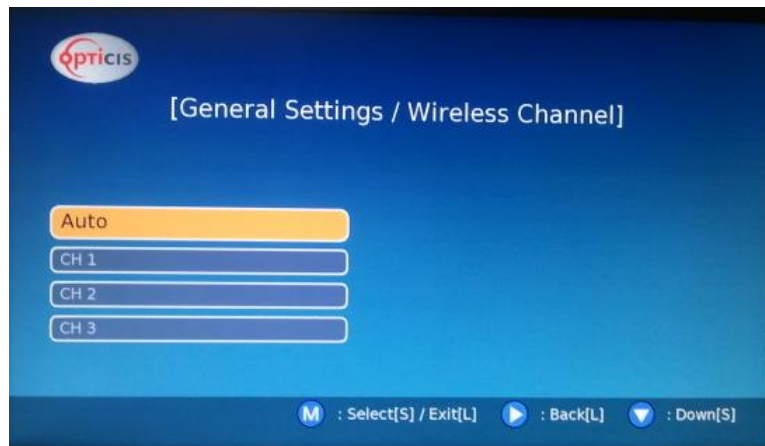 OPTICIS
[General Settings / Wireless Channel]
Auto
CH 1
CH 2
CH 3
M : Select[S] / Exit[L] : Back[L] : Down[S]